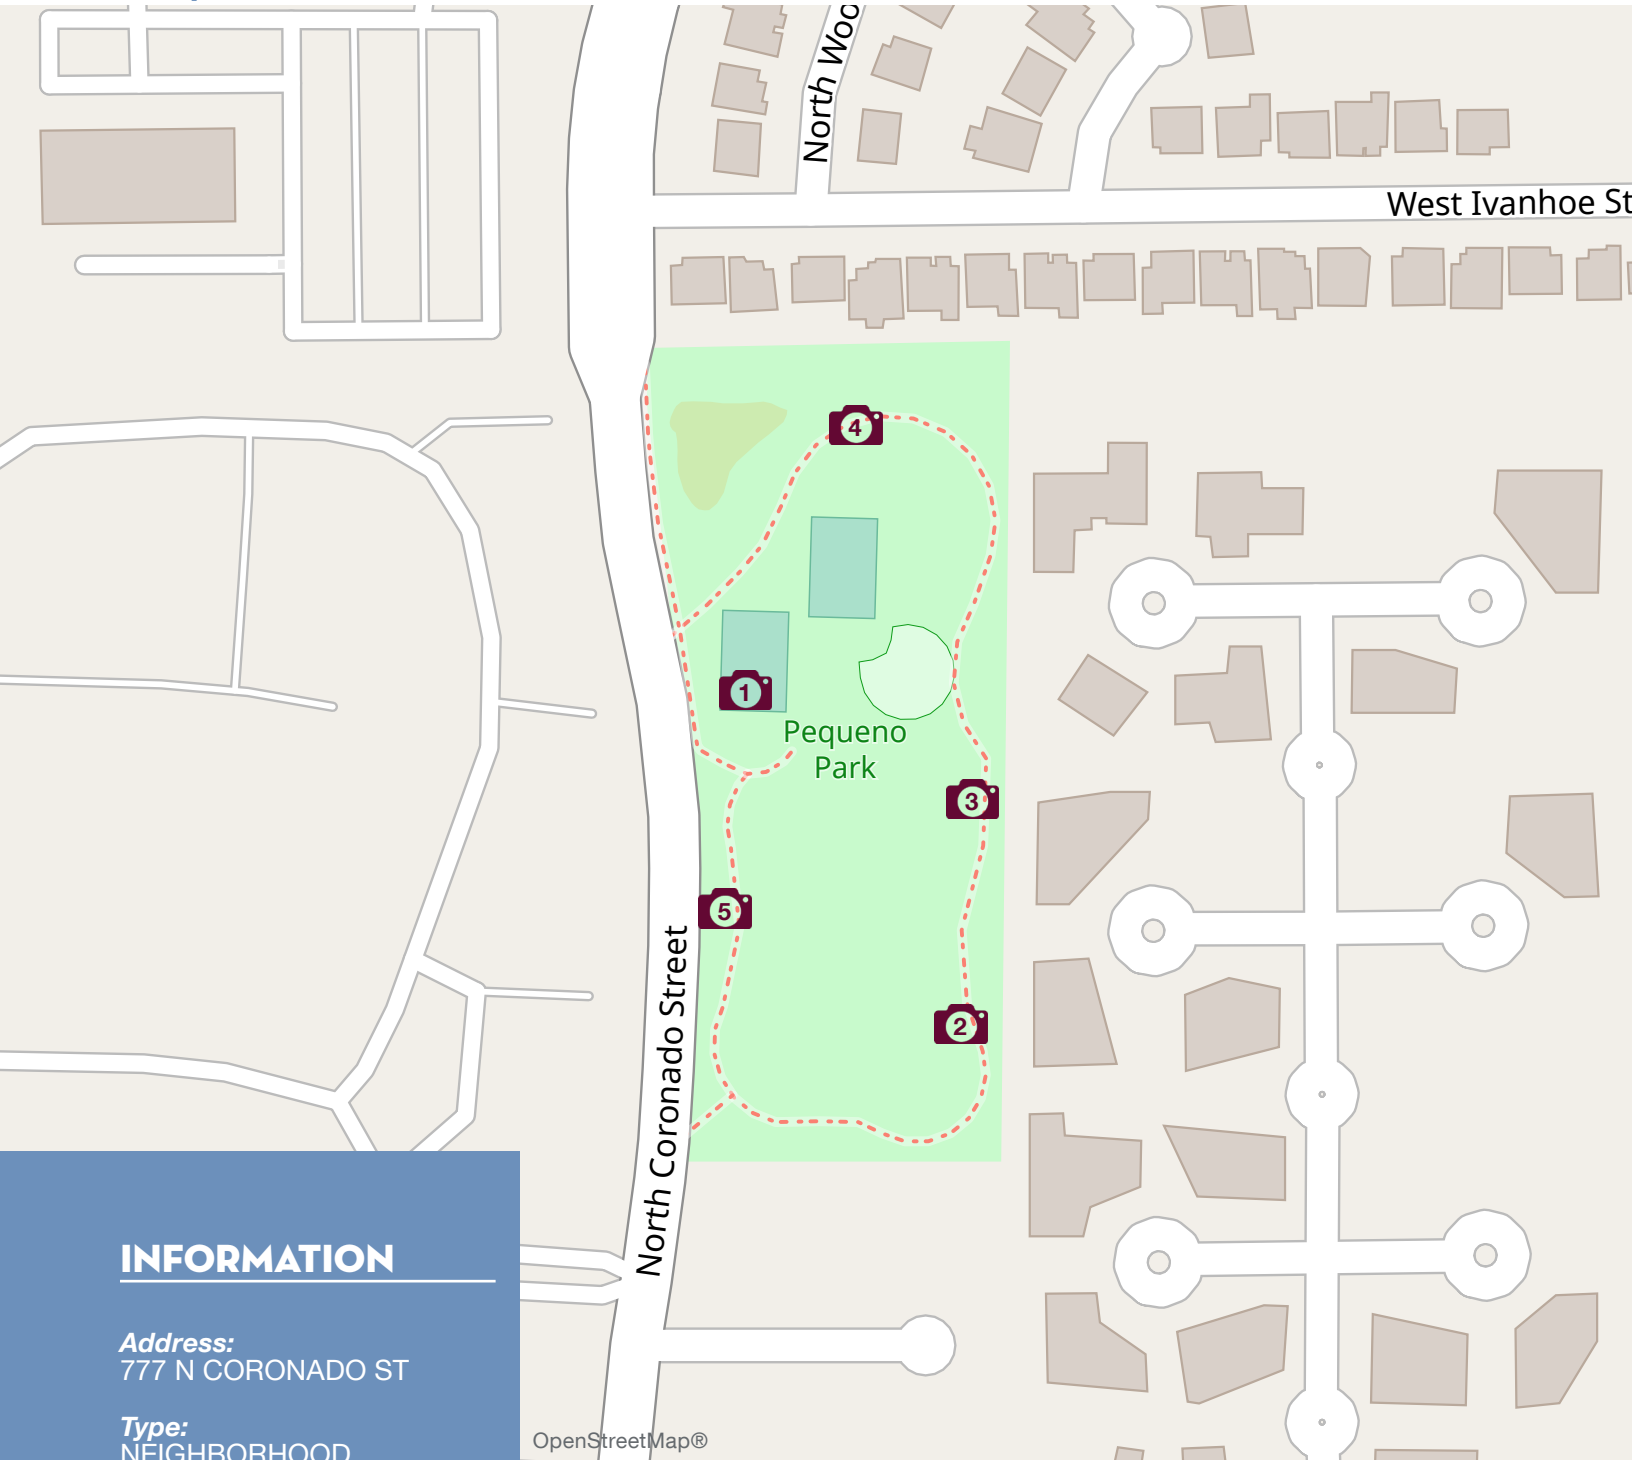 North Woo
West Ivanhoe St
4
1
Pequeno
Park
3
5
2
North Coronado Street
INFORMATION
Address:
777 N CORONADO ST
Type:
NEIGHBORHOOD
OpenStreetMap®